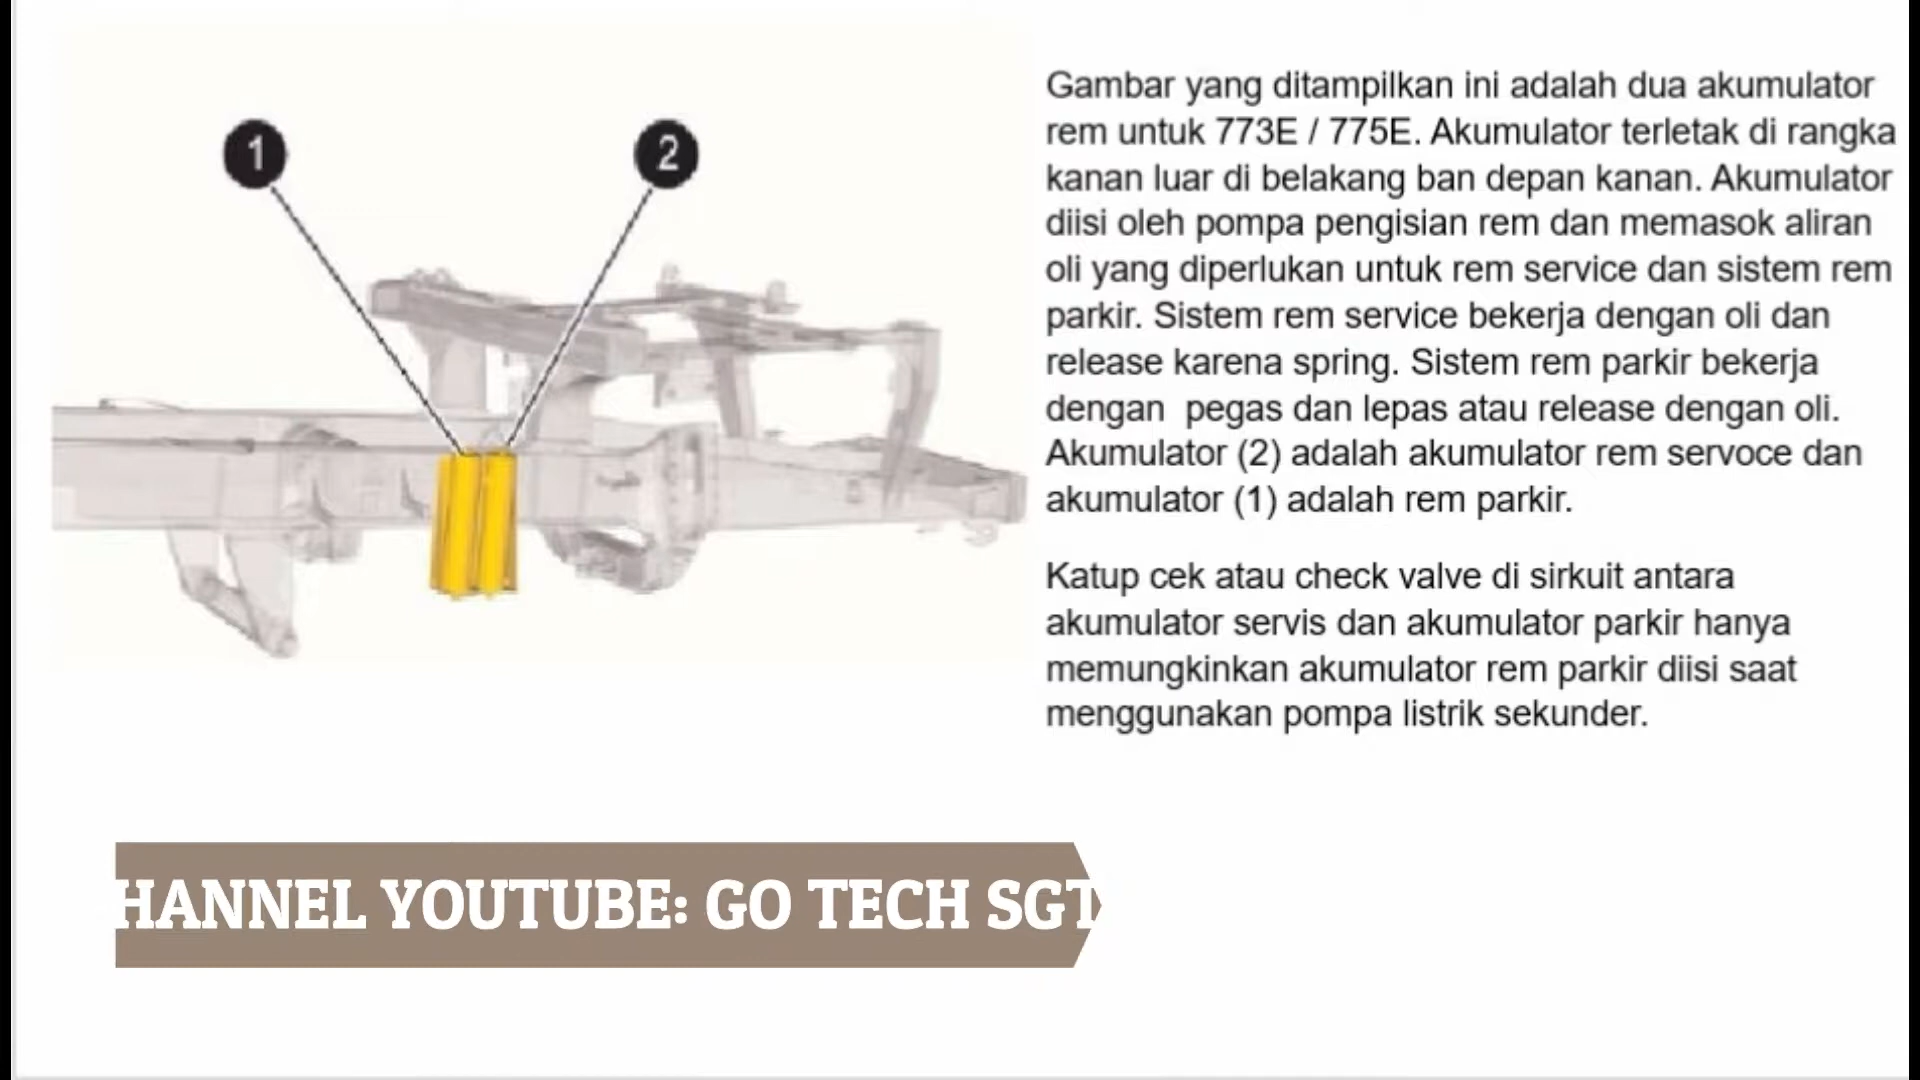 1
2
Gambar yang ditampilkan ini adalah dua akumulator
rem untuk 773E / 775E. Akumulator terletak di rangka
kanan luar di belakang ban depan kanan. Akumulator
diisi oleh pompa pengisian rem dan memasok aliran
oli yang diperlukan untuk rem service dan sistem rem
parkir. Sistem rem service bekerja dengan oli dan
release karena spring. Sistem rem parkir bekerja
dengan  pegas dan lepas atau release dengan oli.
Akumulator (2) adalah akumulator rem servoce dan
akumulator (1) adalah rem parkir.
Katup cek atau check valve di sirkuit antara
akumulator servis dan akumulator parkir hanya
memungkinkan akumulator rem parkir diisi saat
menggunakan pompa listrik sekunder.
HANNEL YOUTUBE: GO TECH SGT